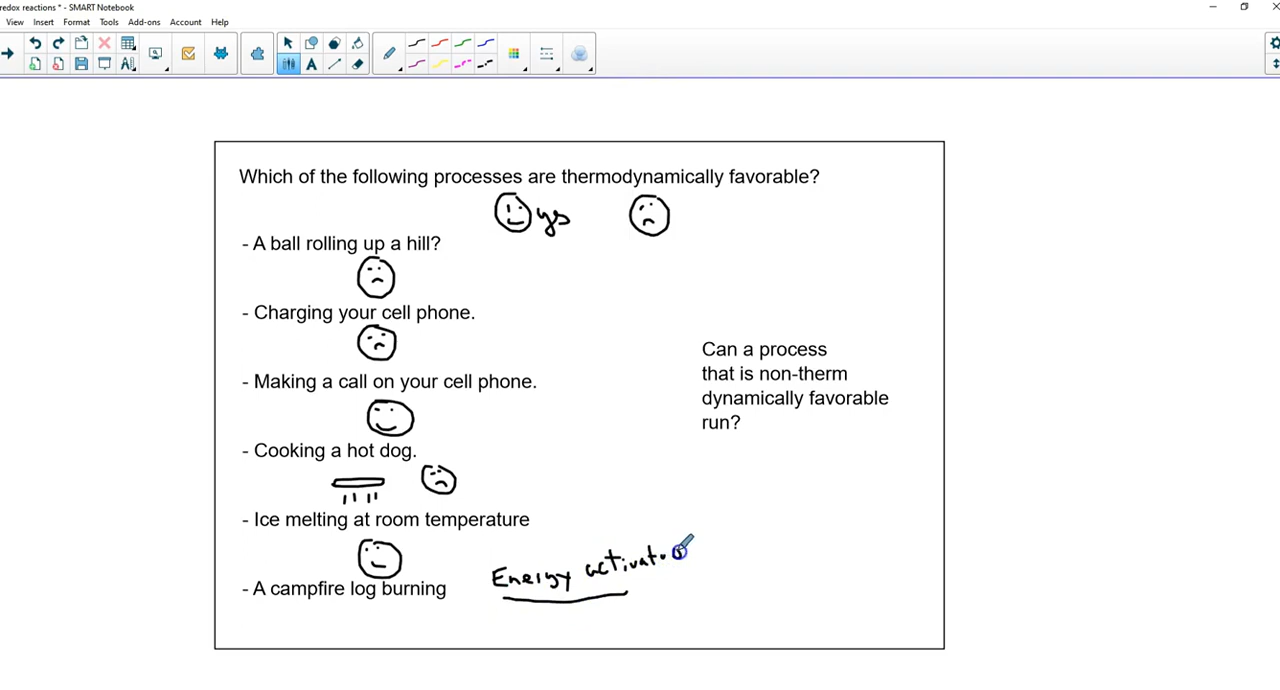 redox reactions * - SMART Notebook
View Insert Format Tools Add-ons Account Help
Which of the following processes are thermodynamically favorable?
yes
- A ball rolling up a hill?
- Charging your cell phone.
- Making a call on your cell phone.
- Cooking a hot dog.
- Ice melting at room temperature
- A campfire log burning
Energy
Can a process
that is non-therm
dynamically favorable
run?